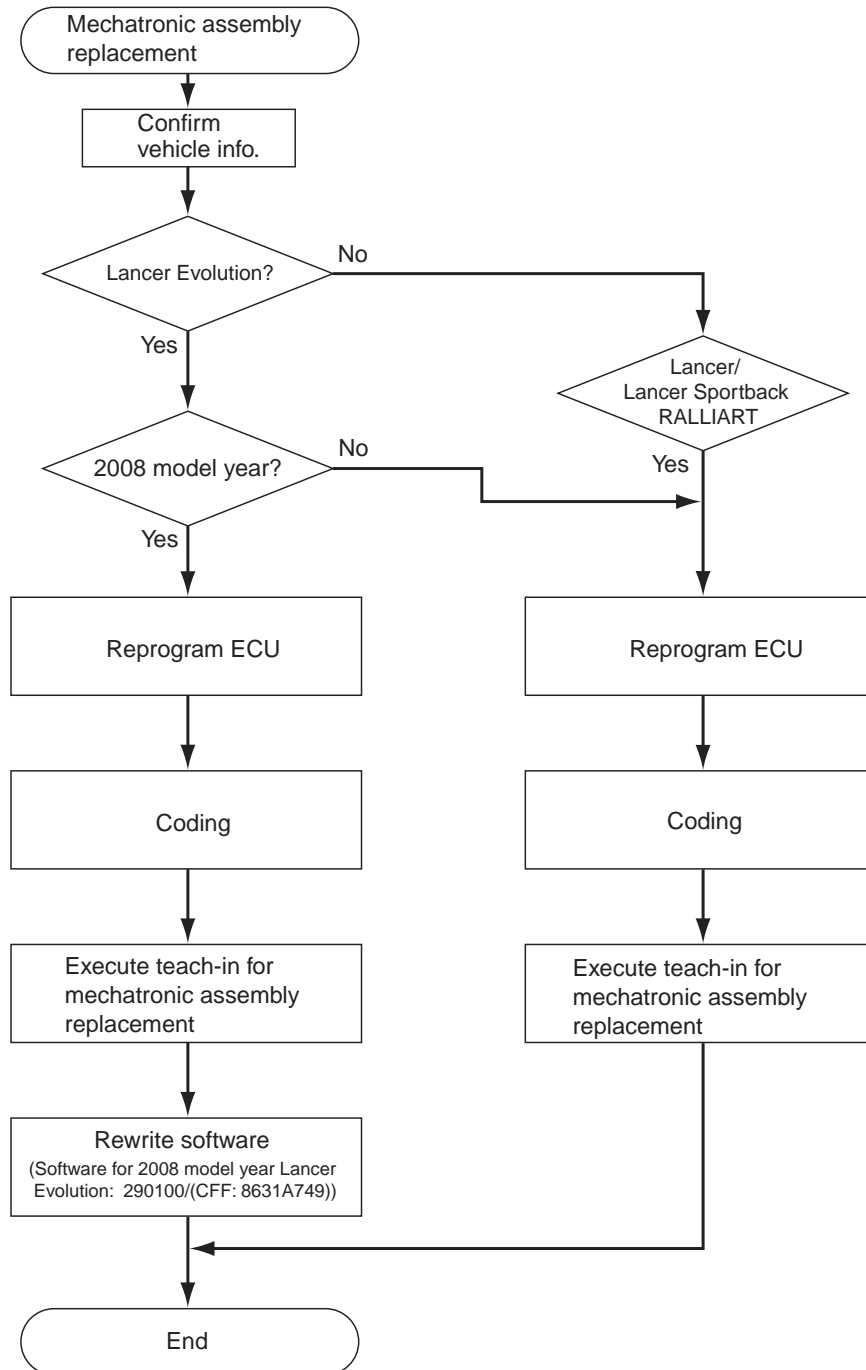 Mechatronic assembly
replacement
Confirm
vehicle info.
Lancer Evolution?
No
Yes
Lancer/
Lancer Sportback
RALLIART
2008 model year?
No
Yes
Yes
Reprogram ECU
Reprogram ECU
Coding
Coding
Execute teach-in for
mechatronic assembly
replacement
Execute teach-in for
mechatronic assembly
replacement
Rewrite software
(Software for 2008 model year Lancer
Evolution: 290100/(CFF: 8631A749))
End